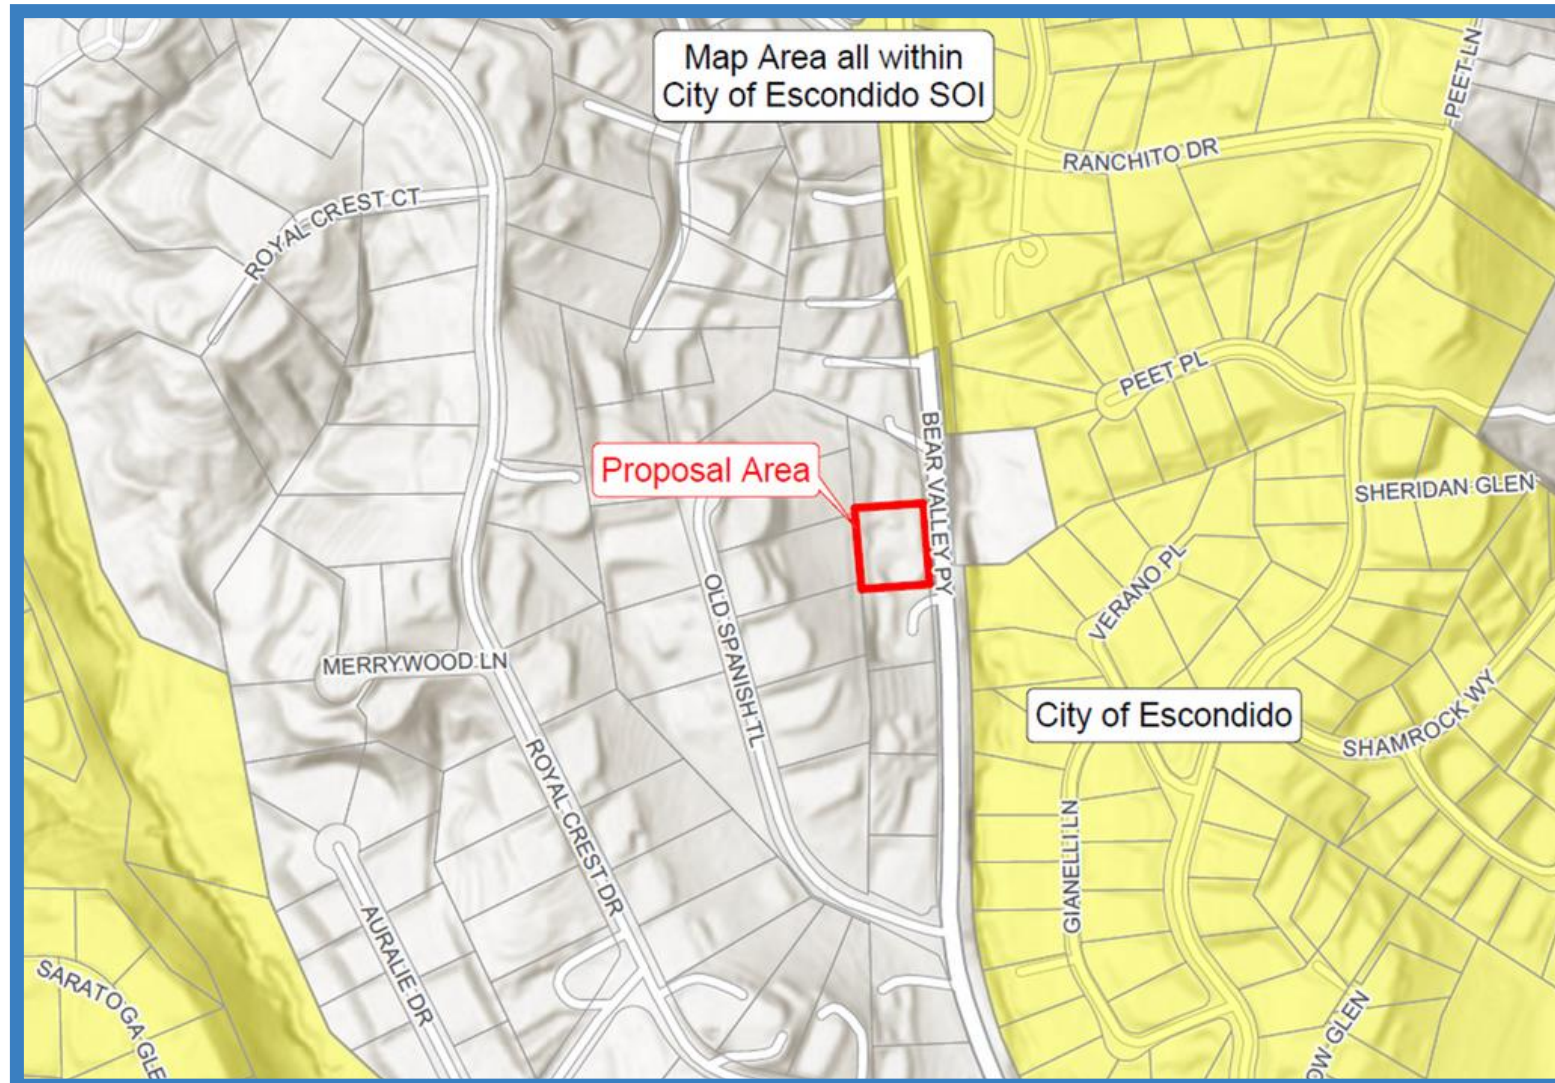 Map Area all within
City of Escondido SOI
PEET LN
RANCHITO DR
ROYAL CREST CT
PEET PL
BEAR VALLEY PY
Proposal Area
SHERIDAN GLEN
VERANO PL
OLD SPANISH TL
MERRYWOOD LN
City of Escondido
SHAMROCK WY
ROYAL CREST DR
GIANELLI LN
AURALIE DR
SARATOGA GLE
OW GLEN